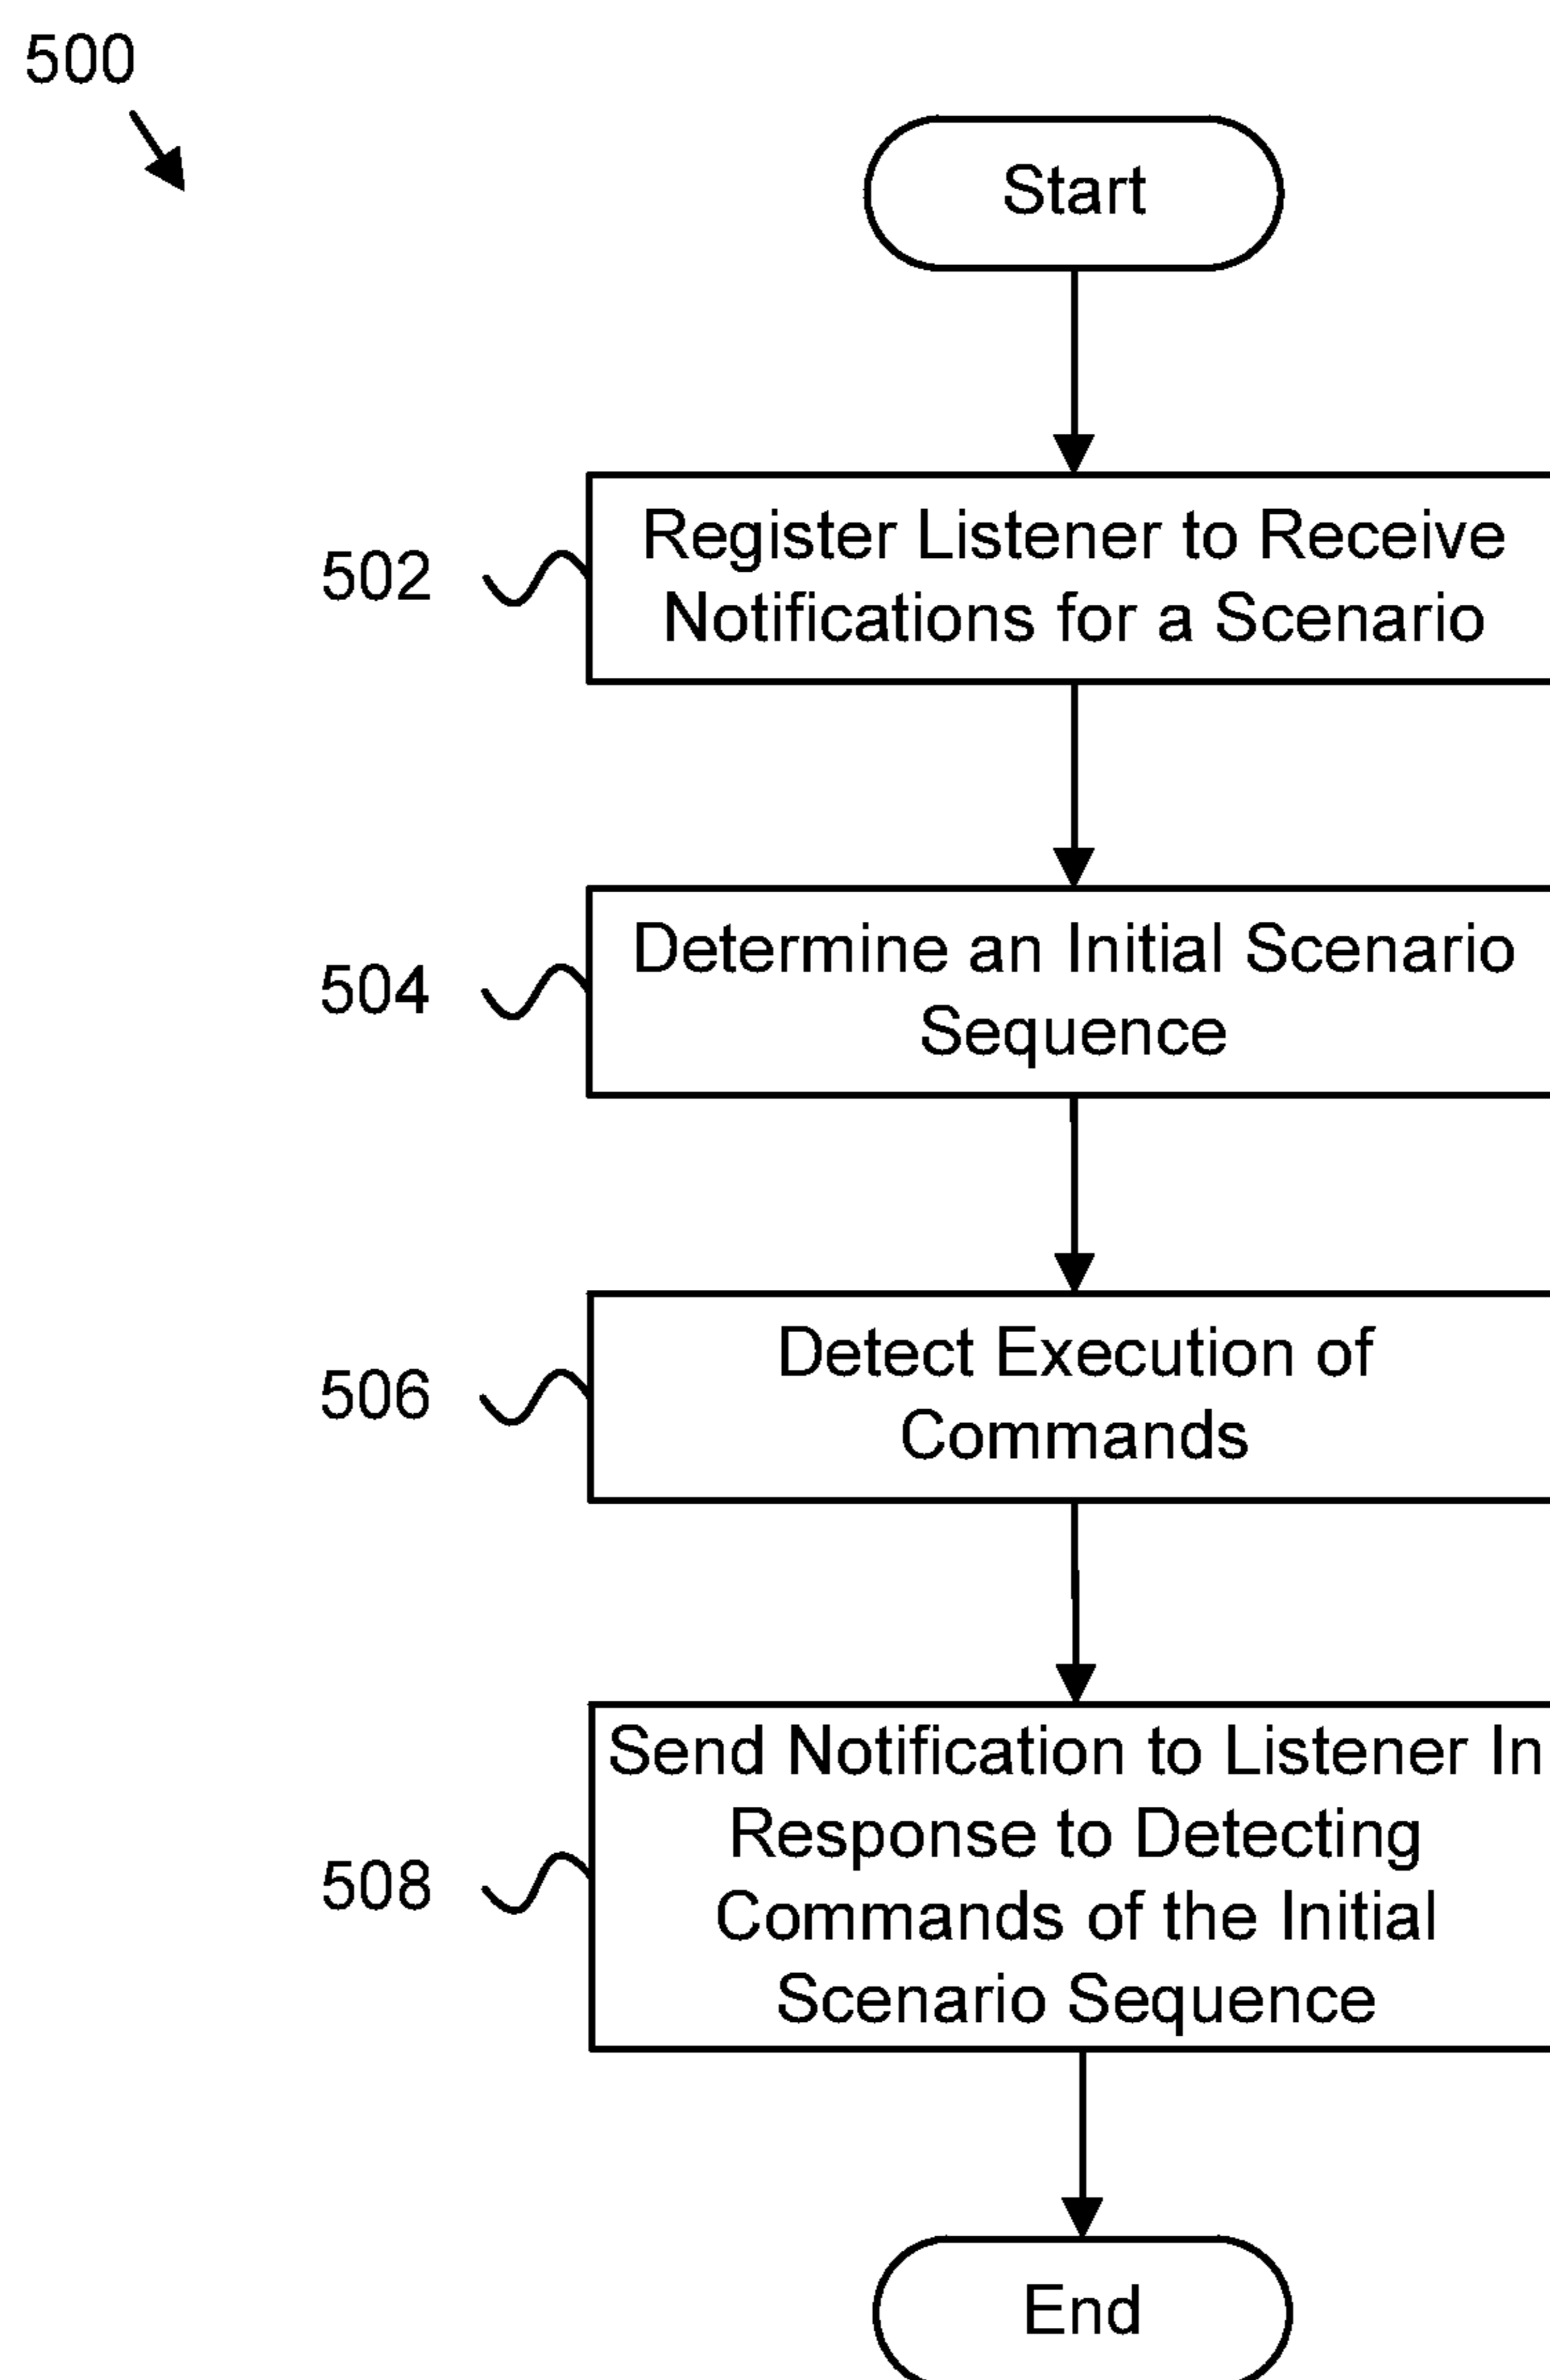 500
Start
502
Register Listener to Receive
Notifications for a Scenario
504
Determine an Initial Scenario
Sequence
506
Detect Execution of
Commands
508
Send Notification to Listener In
Response to Detecting
Commands of the Initial
Scenario Sequence
End